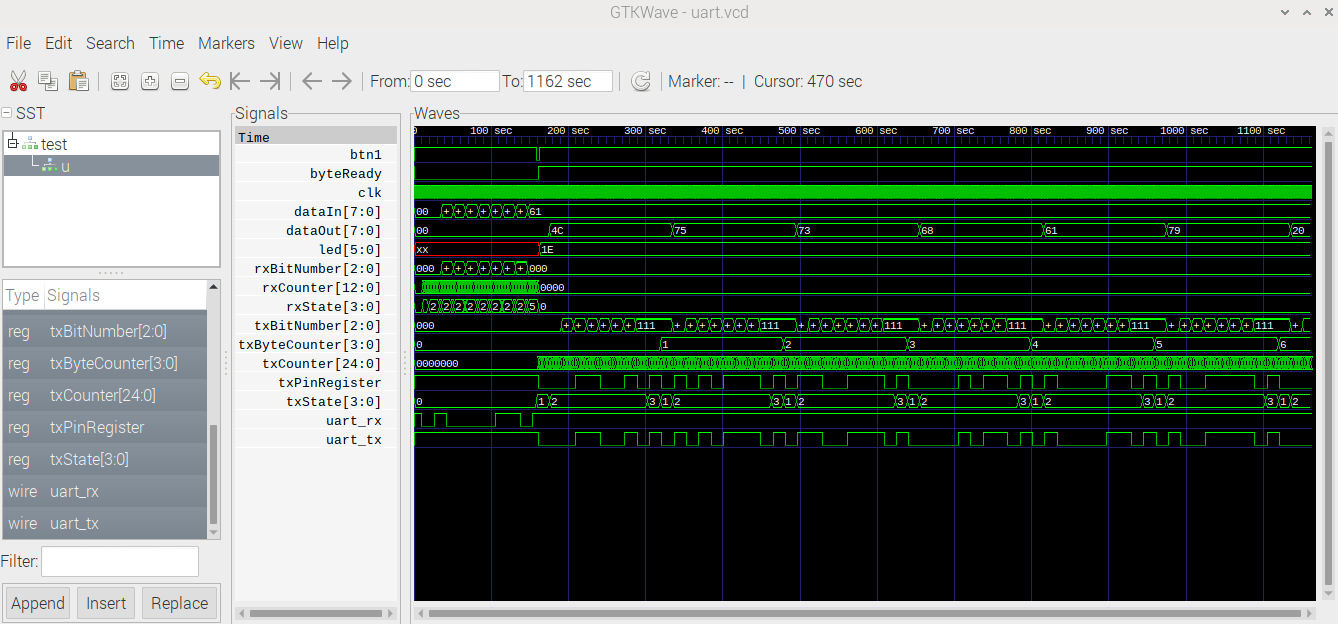 GTKWave - uart.vcd
File Edit Search Time Markers View Help
From: 0 sec To: 1162 sec Marker: -- | Cursor: 470 sec
SST
test
u
Type Signals
reg txBitNumber[2:0]
reg txByteCounter[3:0]
reg txCounter[24:0]
reg txPinRegister
reg txState[3:0]
wire uart_rx
wire uart_tx
Filter:
Append Insert Replace
Signals
Time
btn1
byteReady
clk
dataIn[7:0]
dataOut[7:0]
led[5:0]
rxBitNumber[2:0]
rxCounter[12:0]
rxState[3:0]
txBitNumber[2:0]
txByteCounter[3:0]
txCounter[24:0]
txPinRegister
txState[3:0]
uart_rx
uart_tx
Waves
0 100 sec 200 sec 300 sec 400 sec 500 sec 600 sec 700 sec 800 sec 900 sec 1000 sec 1100 sec
00 + + + + + + + 61
00 4C 75 73 68 61 79 20
xx 1E
000 + + + + + + + 000
0000
2 2 2 2 2 2 2 2 5 0
000 + + + + + + 111 + + + + + + + 111 + + + + + + + 111 + + + + + + + 111 + + + + + + + 111 + + + + + + + 111 +
0 1 2 3 4 5 6
0000000
0 1 2 3 1 2 3 1 2 3 1 2 3 1 2 3 1 2 3 1 2